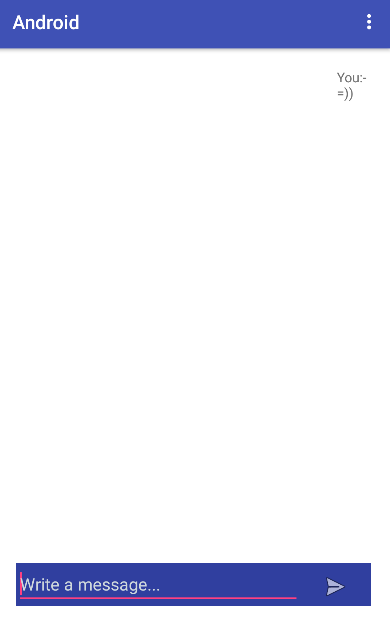 Android
You:-
=))
Write a message...